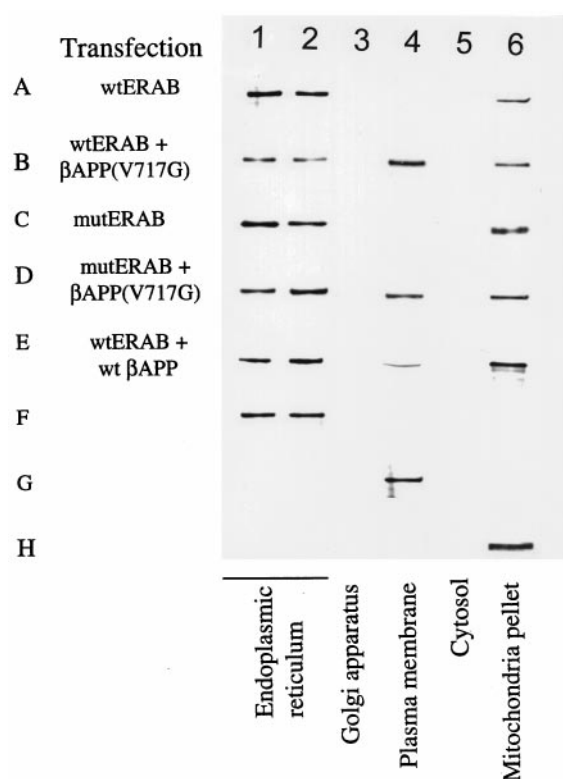 Transfection 1 2 3 4 5 6
A wtERAB
B wtERAB +
βAPP(V717G)
C mutERAB
D mutERAB +
βAPP(V717G)
E wtERAB +
wt βAPP
F
G
H
Endoplasmic
reticulum
Golgi apparatus
Plasma membrane
Cytosol
Mitochondria pellet